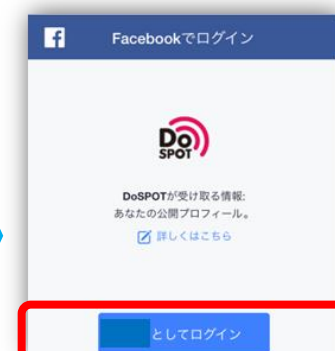 f Facebookでログイン
Do
SPOT
DoSPOTが受け取る情報:
あなたの公開プロフィール。
詳しくはこちら
としてログイン